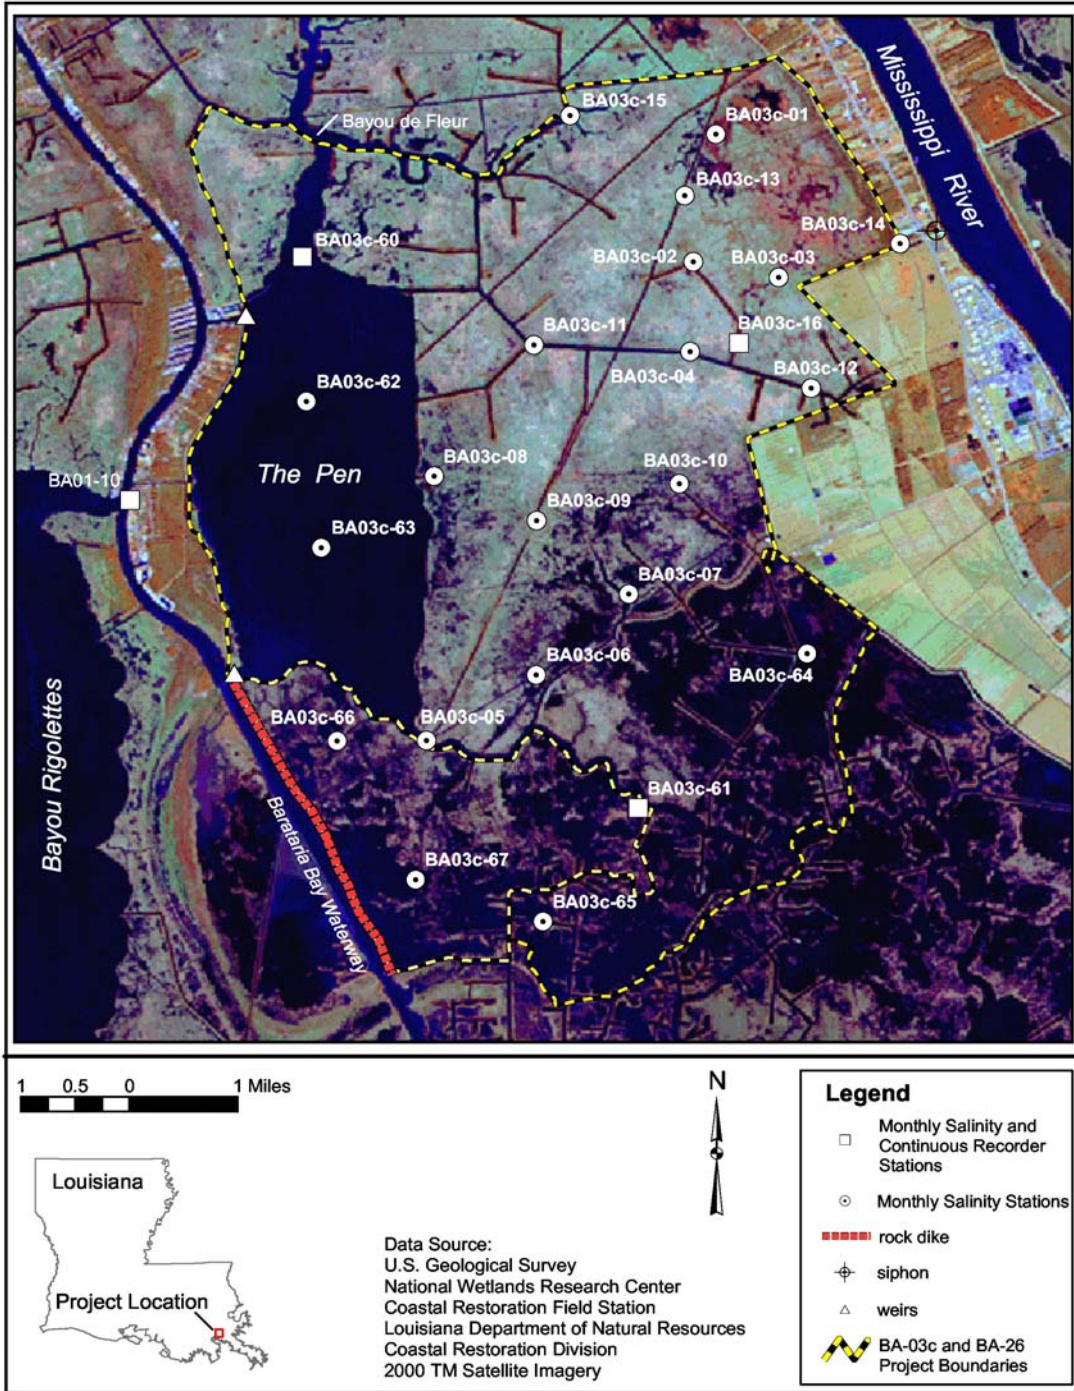 Mississippi
River
BA03c-15
BA03c-01
Bayou de Fleur
BA03c-13
BA03c-14
BA03c-60
BA03c-02
BA03c-03
BA03c-11
BA03c-16
BA03c-04
BA03c-12
BA03c-62
The Pen
BA03c-08
BA03c-10
BA01-10
BA03c-09
BA03c-63
BA03c-07
BA03c-06
BA03c-64
Bayou Rigolettes
BA03c-66
BA03c-05
BA03c-61
Barataria Bay Waterway
BA03c-67
BA03c-65
1 0.5 0 1 Miles
N
Louisiana
Project Location
Data Source:
U.S. Geological Survey
National Wetlands Research Center
Coastal Restoration Field Station
Louisiana Department of Natural Resources
Coastal Restoration Division
2000 TM Satellite Imagery
Legend
Monthly Salinity and
Continuous Recorder
Stations
Monthly Salinity Stations
rock dike
siphon
weirs
BA-03c and BA-26
Project Boundaries